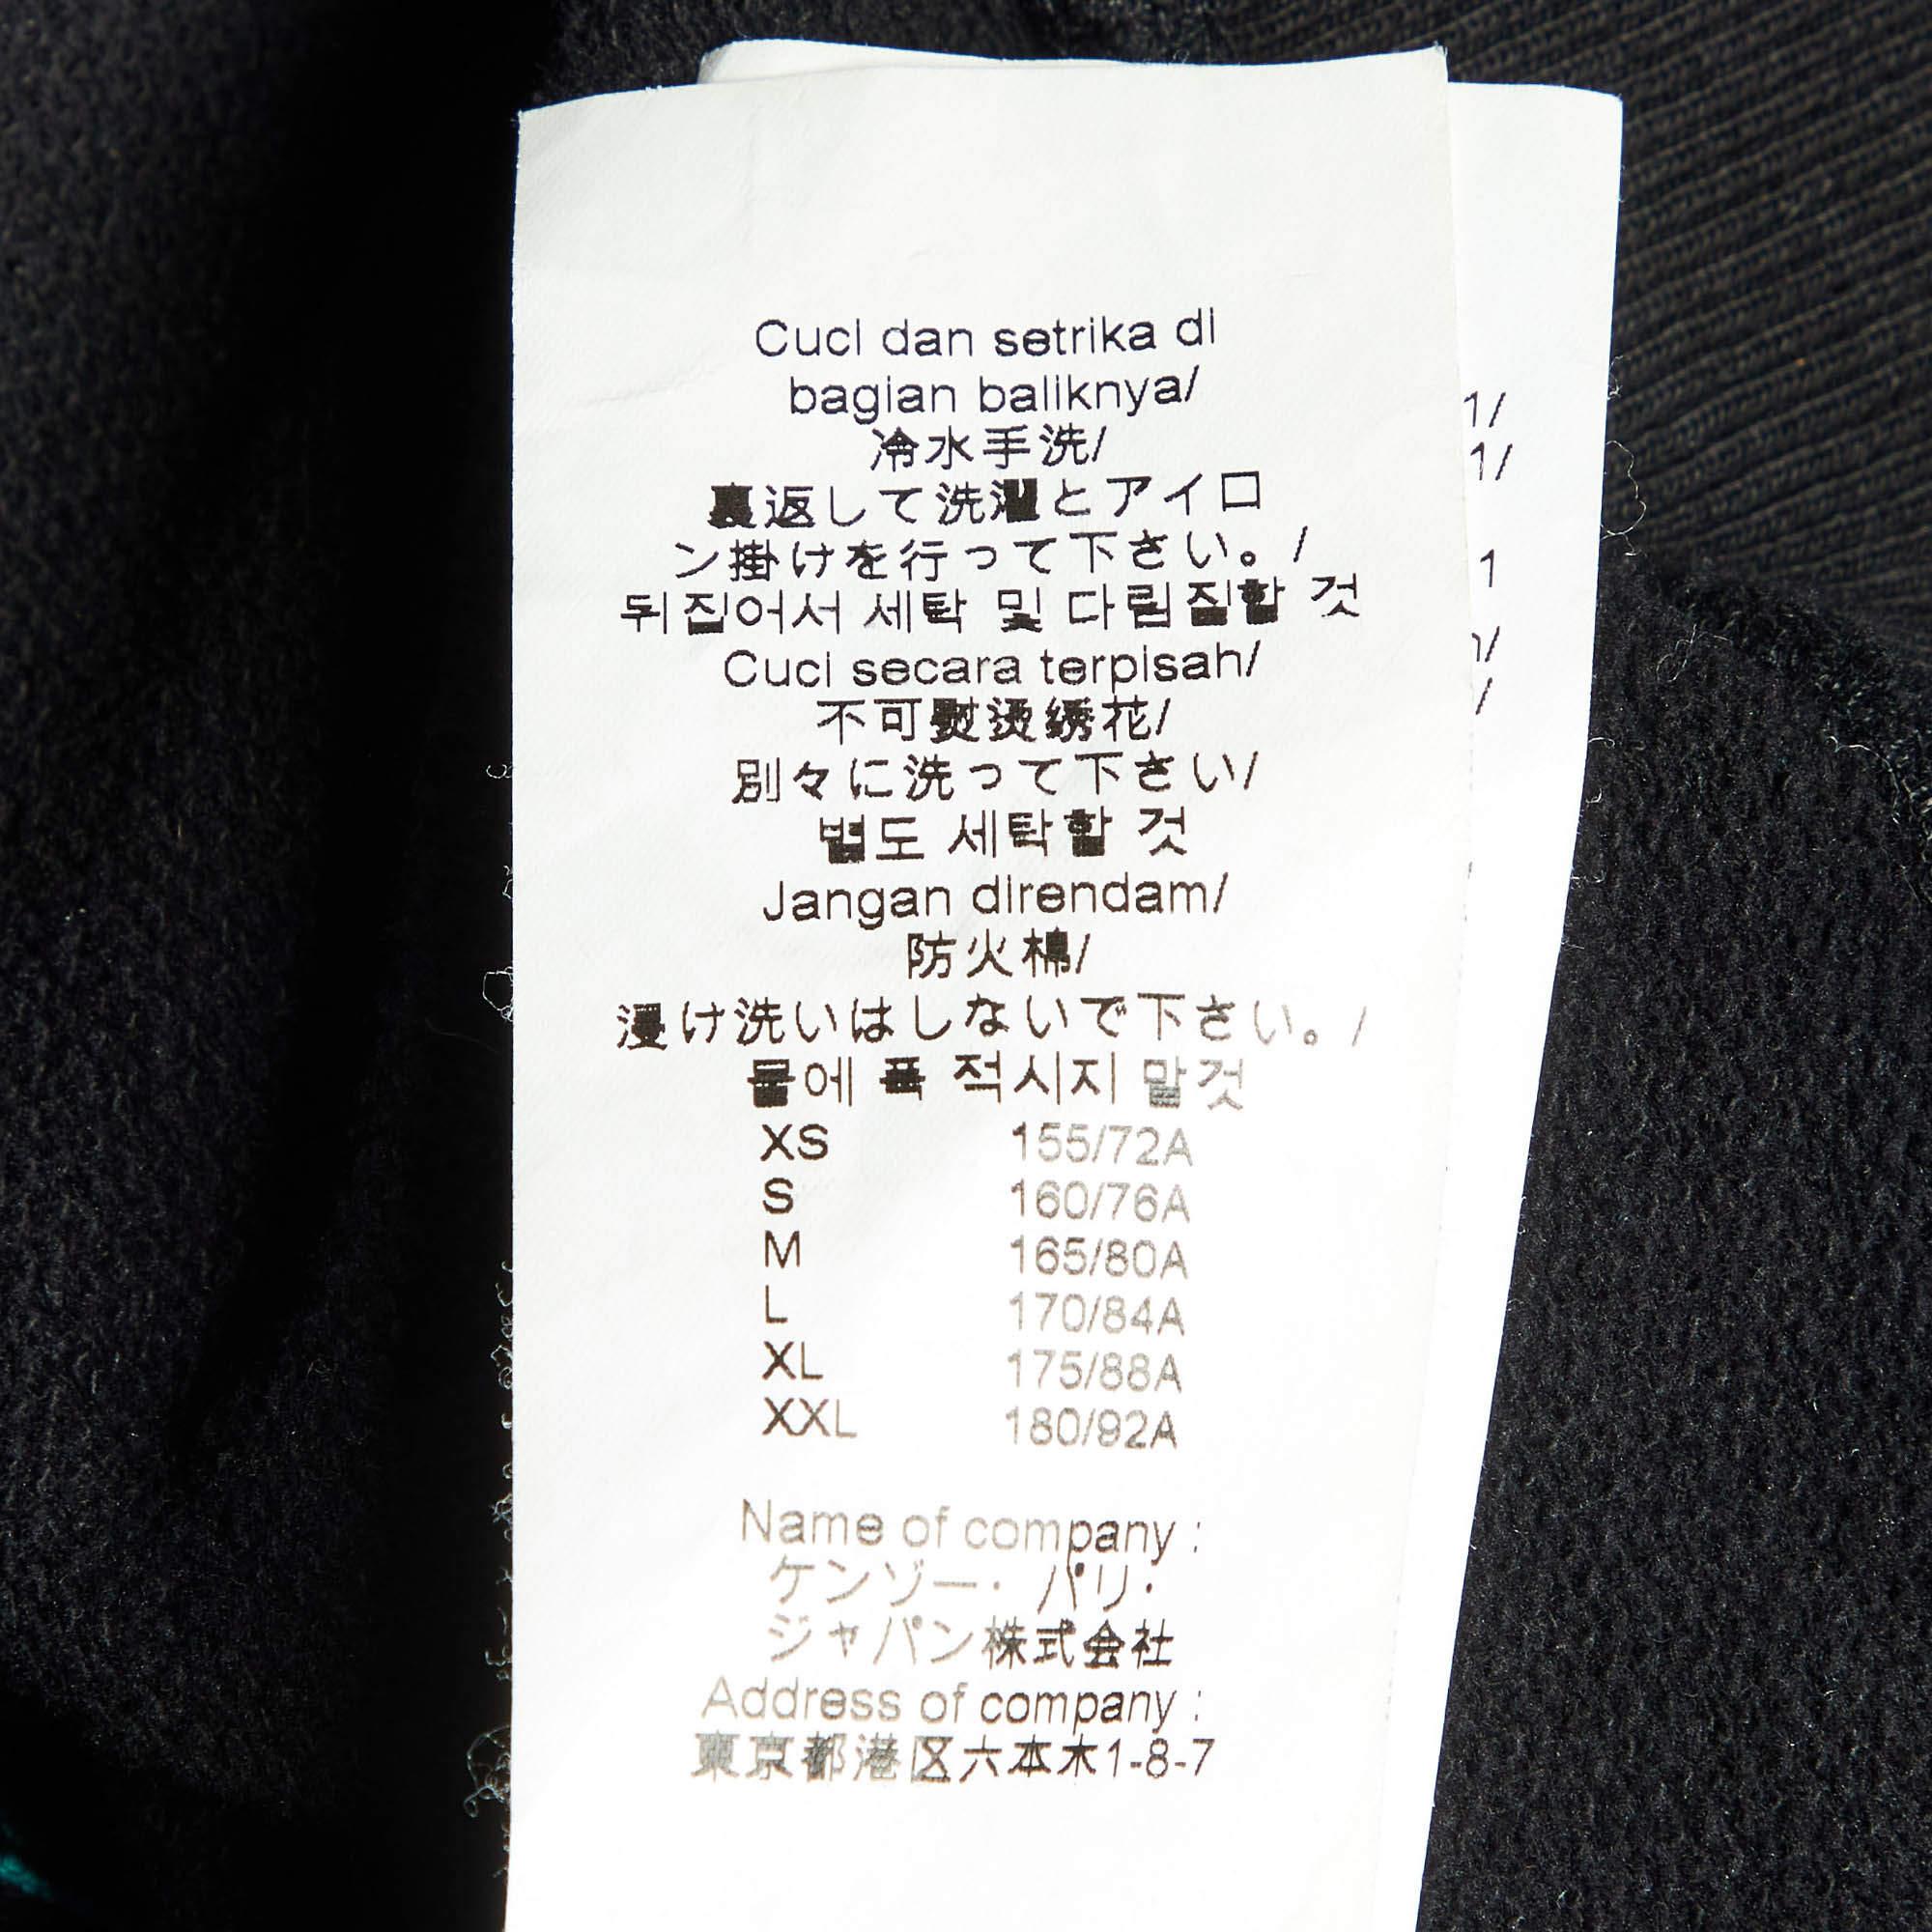 Cuci dan setrika di
bagian baliknya/
冷水手洗/
裏返して洗濯とアイロ
ン掛けを行って下さい。/
뒤집어서 세탁 및 다림질할 것
Cuci secara terpisah/
不可熨烫绣花/
別々に洗って下さい/
별도 세탁할 것
Jangan direndam/
防火棉/
浸け洗いはしないで下さい。/
물에 푹 적시지 말것
XS 155/72A
S 160/76A
M 165/80A
L 170/84A
XL 175/88A
XXL 180/92A
Name of company :
ケンゾー・パリ・
ジャパン株式会社
Address of company :
東京都港区六本木1-8-7
1/
1/
1
/